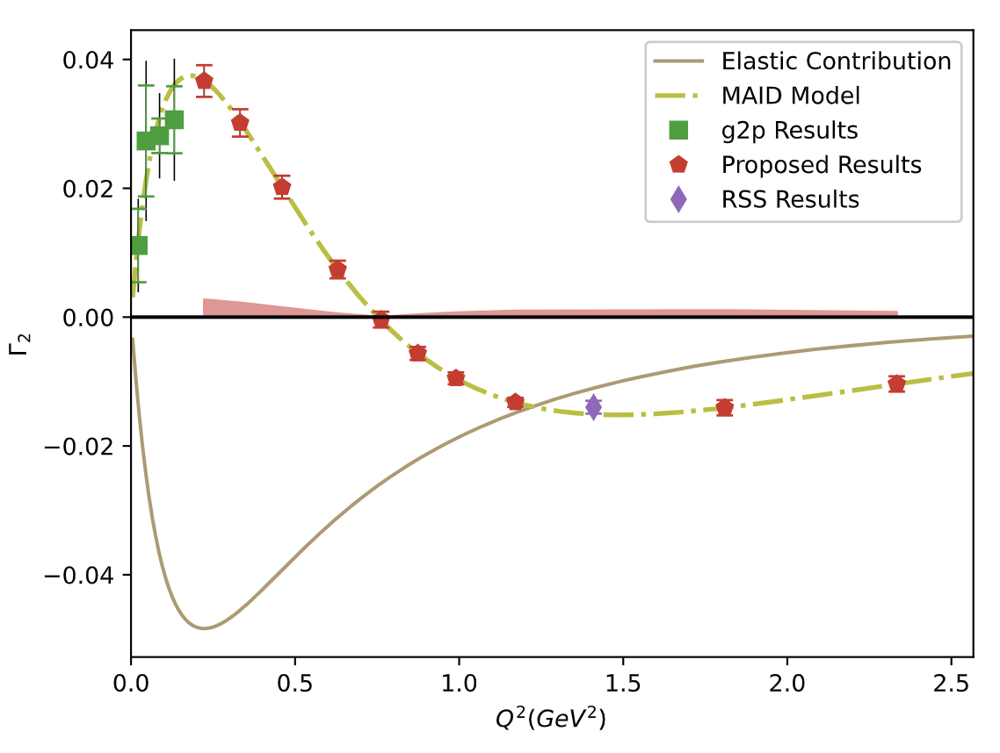 0.04
0.02
0.00
−0.02
−0.04
Γ2
0.0
0.5
1.0
1.5
2.0
2.5
Q²(GeV²)
Elastic Contribution
MAID Model
g2p Results
Proposed Results
RSS Results